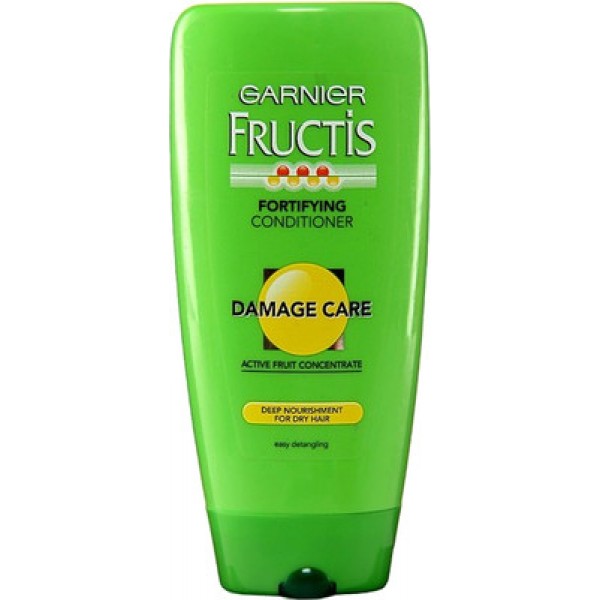 GARNIER
FRUCTIS
FORTIFYING
CONDITIONER
DAMAGE CARE
ACTIVE FRUIT CONCENTRATE
DEEP NOURISHMENT
FOR DRY HAIR
easy detangling